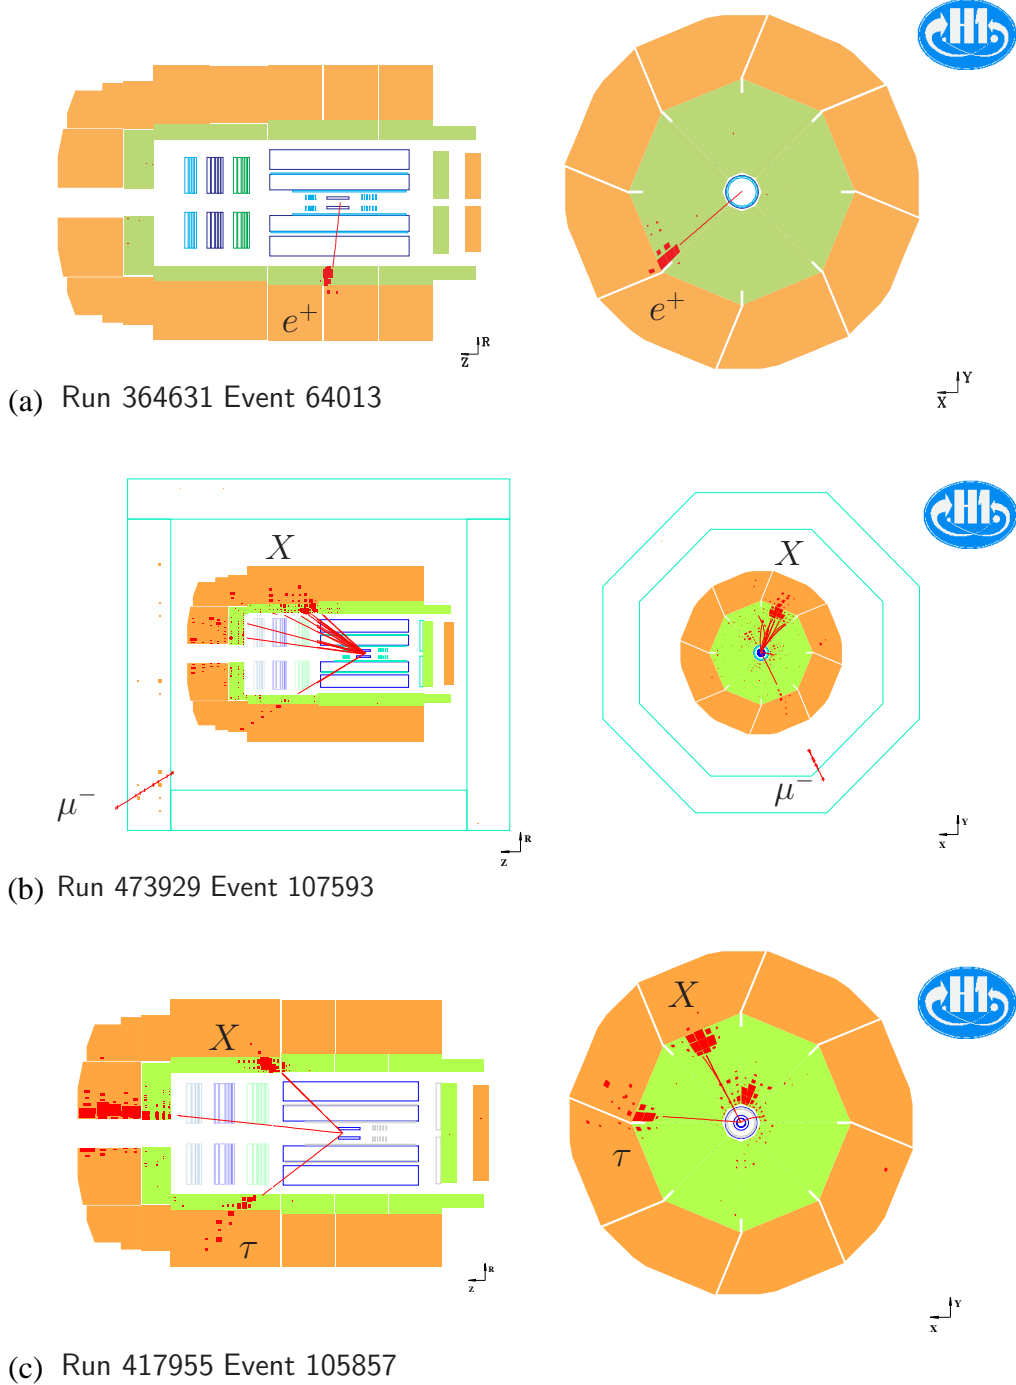 H1
e⁺
e⁺
R
Z
Y
X
(a) Run 364631 Event 64013
H1
X
X
μ⁻
μ⁻
R
Z
Y
X
(b) Run 473929 Event 107593
H1
X
X
τ
τ
R
Z
Y
X
(c) Run 417955 Event 105857